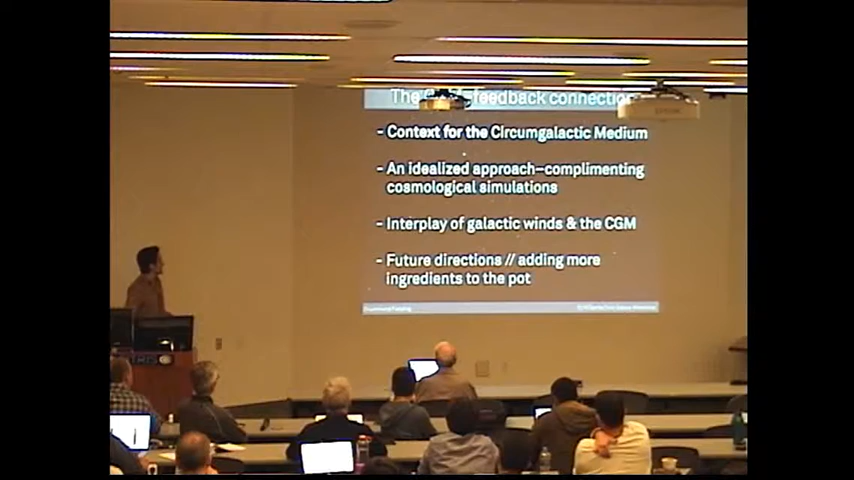 The feedback connection
- Context for the Circumgalactic Medium
- An idealized approach—complimenting
cosmological simulations
- Interplay of galactic winds & the CGM
- Future directions // adding more
ingredients to the pot